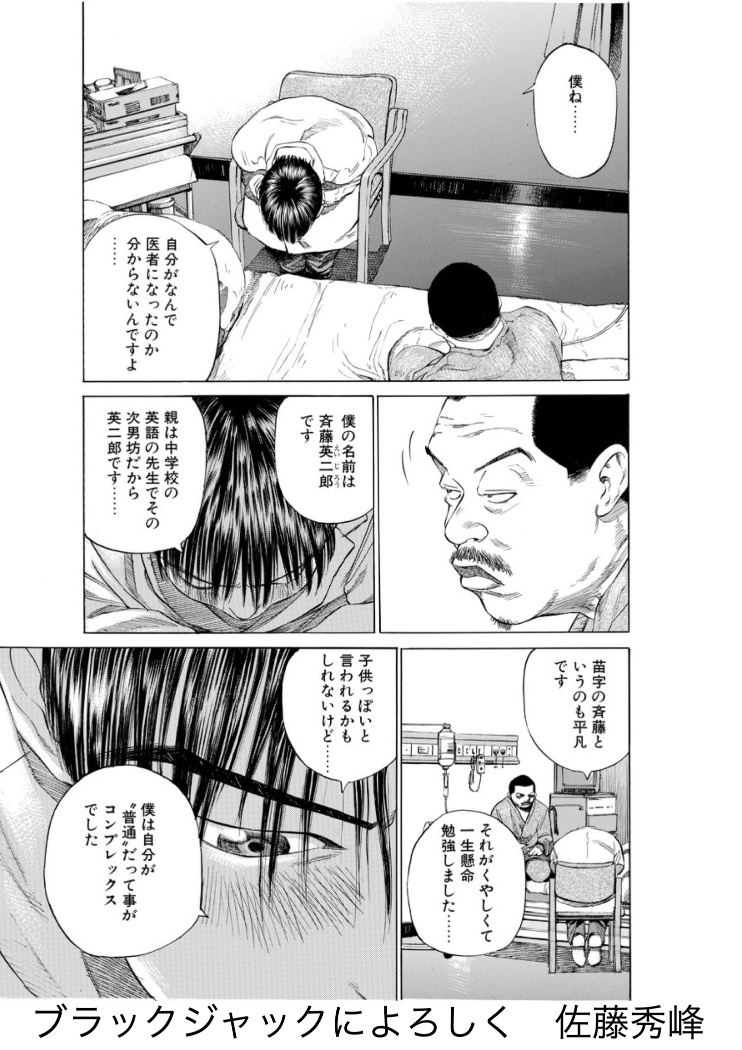 僕ね……
自分がなんで
医者になったのか
分からないんですよ
……
僕の名前は
斉藤英二郎
えいじろう
です
親は中学校の
英語の先生でその
次男坊だから
英二郎です……
苗字の斉藤と
いうのも平凡
です
それがくやしくて
一生懸命
勉強しました……
子供っぽいと
言われるかも
しれないけど……
僕は自分が
〝普通〟だって事が
コンプレックス
でした
ブラックジャックによろしく　佐藤秀峰